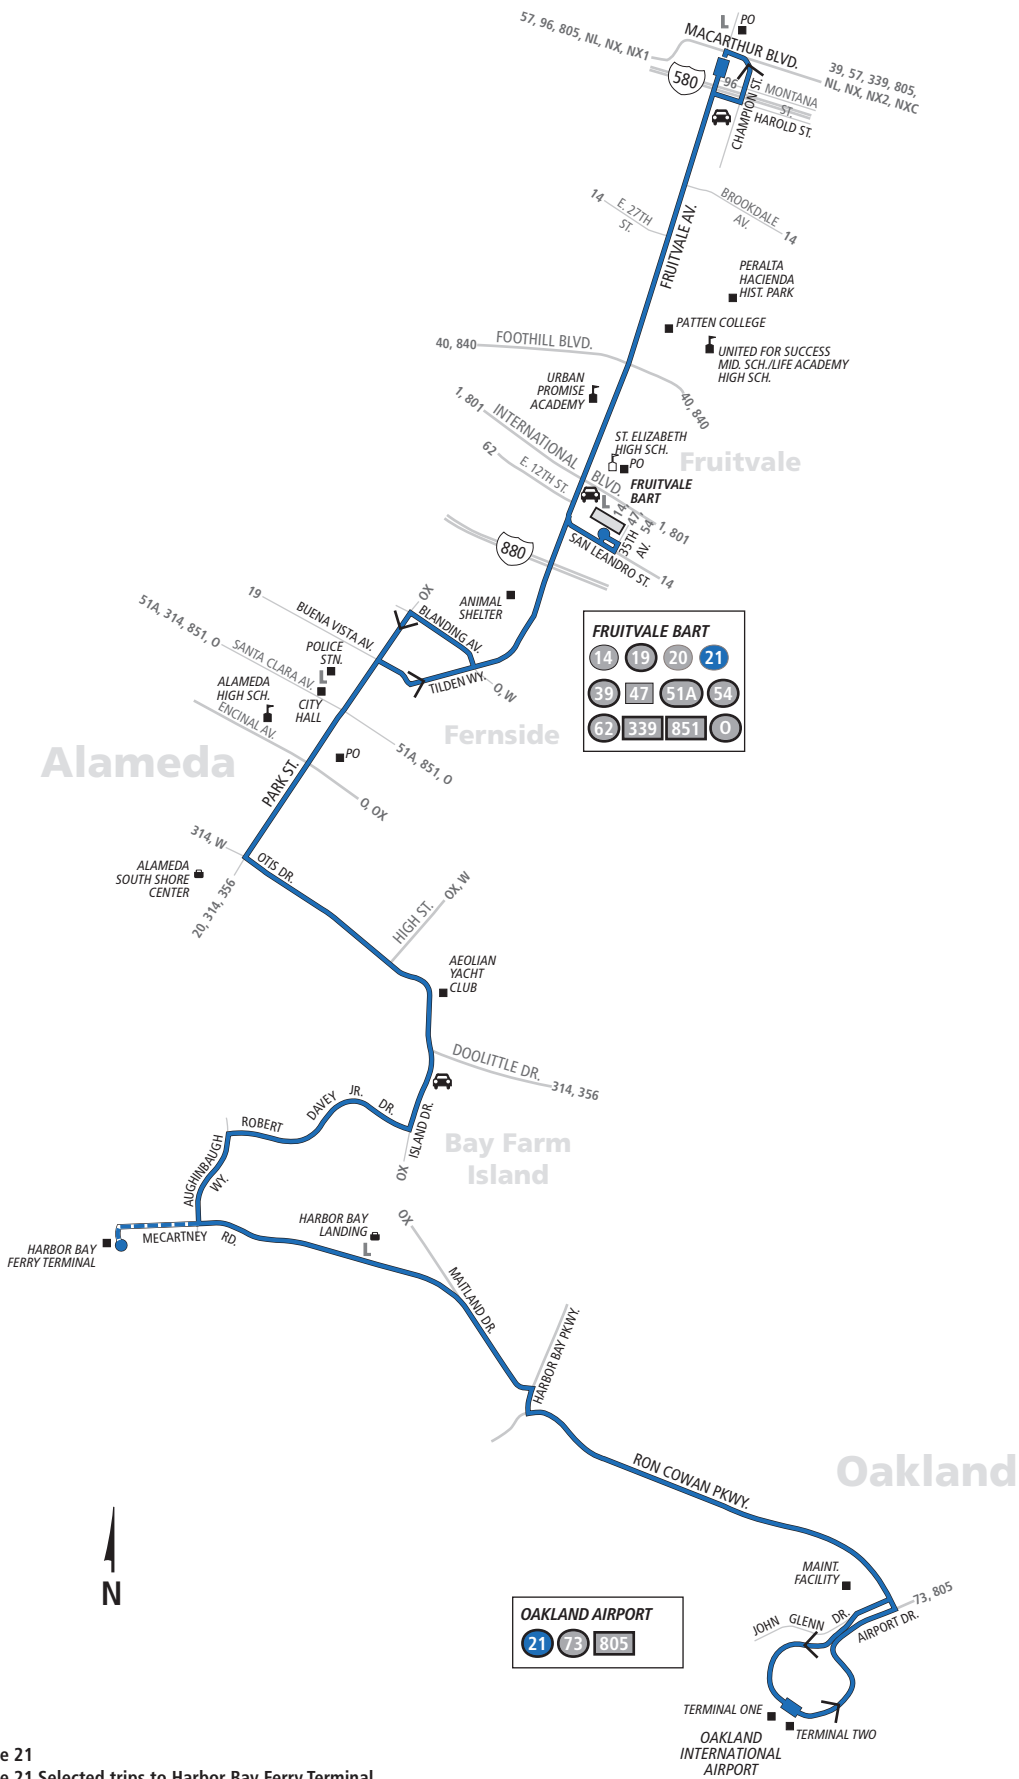 PO
57, 96, 805, NL, NX, NX1
MACARTHUR BLVD.
39, 57, 339, 805,
NL, NX, NX2, NXC
580
96
MONTANA
ST.
HAROLD ST.
CHAMPION ST.
14
E. 27TH
ST.
BROOKDALE
AV.
14
FRUITVALE AV.
PERALTA
HACIENDA
HIST. PARK
PATTEN COLLEGE
UNITED FOR SUCCESS
MID. SCH./LIFE ACADEMY
HIGH SCH.
40, 840
FOOTHILL BLVD.
40, 840
URBAN
PROMISE
ACADEMY
1, 801
INTERNATIONAL
BLVD.
1, 801
ST. ELIZABETH
HIGH SCH.
PO
Fruitvale
62
E. 12TH ST.
FRUITVALE
BART
14
47,
54
35TH
AV.
SAN LEANDRO ST.
14
880
ANIMAL
SHELTER
OX
19
BUENA VISTA AV.
BLANDING AV.
51A, 314, 851, O
SANTA CLARA AV.
POLICE
STN.
TILDEN WY.
O, W
ALAMEDA
HIGH SCH.
CITY
HALL
ENCINAL AV.
FRUITVALE BART
14 19 20 21
39 47 51A 54
62 339 851 O
Fernside
Alameda
PO
51A, 851, O
PARK ST.
O, OX
314, W
OTIS DR.
ALAMEDA
SOUTH SHORE
CENTER
20, 314, 356
HIGH ST.
OX, W
AEOLIAN
YACHT
CLUB
DOOLITTLE DR.
314, 356
ROBERT
DAVEY
JR.
DR.
ISLAND DR.
OX
Bay Farm
Island
AUGHINBAUGH
WY.
MECARTNEY
RD.
HARBOR BAY
FERRY TERMINAL
HARBOR BAY
LANDING
OX
MAITLAND DR.
HARBOR BAY PKWY.
RON COWAN PKWY.
Oakland
N
MAINT.
FACILITY
73, 805
JOHN
GLENN
DR.
AIRPORT DR.
OAKLAND AIRPORT
21 73 805
TERMINAL ONE
TERMINAL TWO
OAKLAND
INTERNATIONAL
AIRPORT
e 21
e 21 Selected trips to Harbor Bay Ferry Terminal